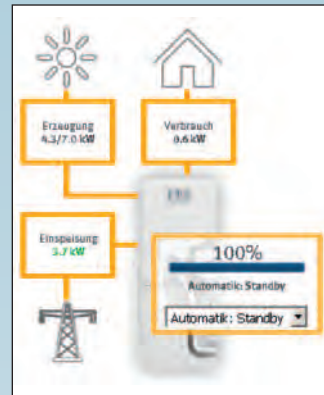 Erzeugung
4.3/7.0 kW
Verbrauch
0.6 kW
Einspeisung
3.7 kW
100%
Automatik: Standby
Automatik: Standby